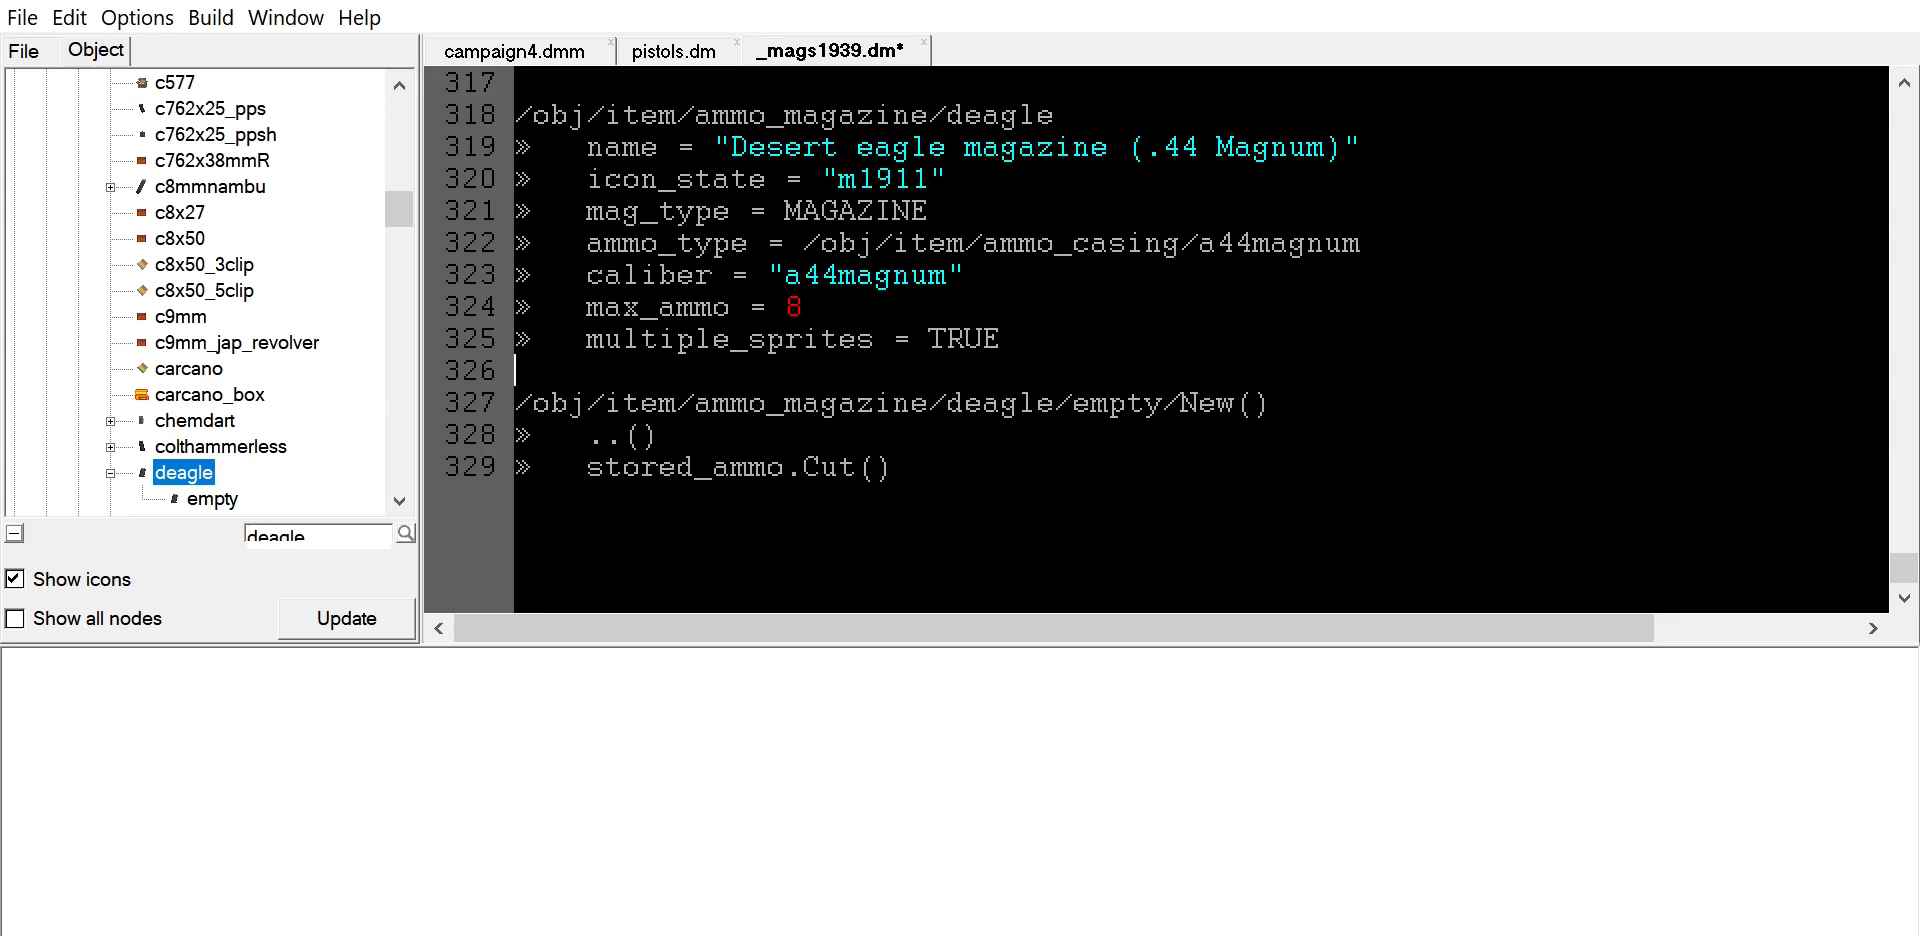 File Edit Options Build Window Help
File Object
c577
c762x25_pps
c762x25_ppsh
c762x38mmR
c8mmnambu
c8x27
c8x50
c8x50_3clip
c8x50_5clip
c9mm
c9mm_jap_revolver
carcano
carcano_box
chemdart
colthammerless
deagle
empty
deagle
Show icons
Show all nodes
Update
campaign4.dmm x pistols.dm x _mags1939.dm* x
317
318 /obj/item/ammo_magazine/deagle
319 » name = "Desert eagle magazine (.44 Magnum)"
320 » icon_state = "m1911"
321 » mag_type = MAGAZINE
322 » ammo_type = /obj/item/ammo_casing/a44magnum
323 » caliber = "a44magnum"
324 » max_ammo = 8
325 » multiple_sprites = TRUE
326
327 /obj/item/ammo_magazine/deagle/empty/New()
328 » ..()
329 » stored_ammo.Cut()